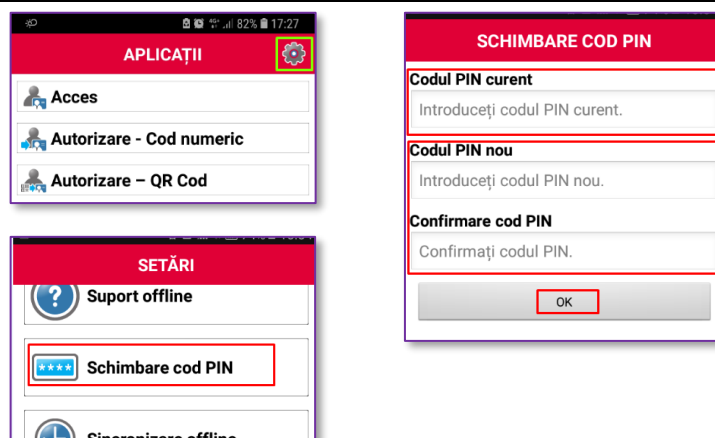 82% 17:27
APLICAȚII
Acces
Autorizare - Cod numeric
Autorizare – QR Cod
SETĂRI
Suport offline
Schimbare cod PIN
SCHIMBARE COD PIN
Codul PIN curent
Introduceți codul PIN curent.
Codul PIN nou
Introduceți codul PIN nou.
Confirmare cod PIN
Confirmați codul PIN.
OK